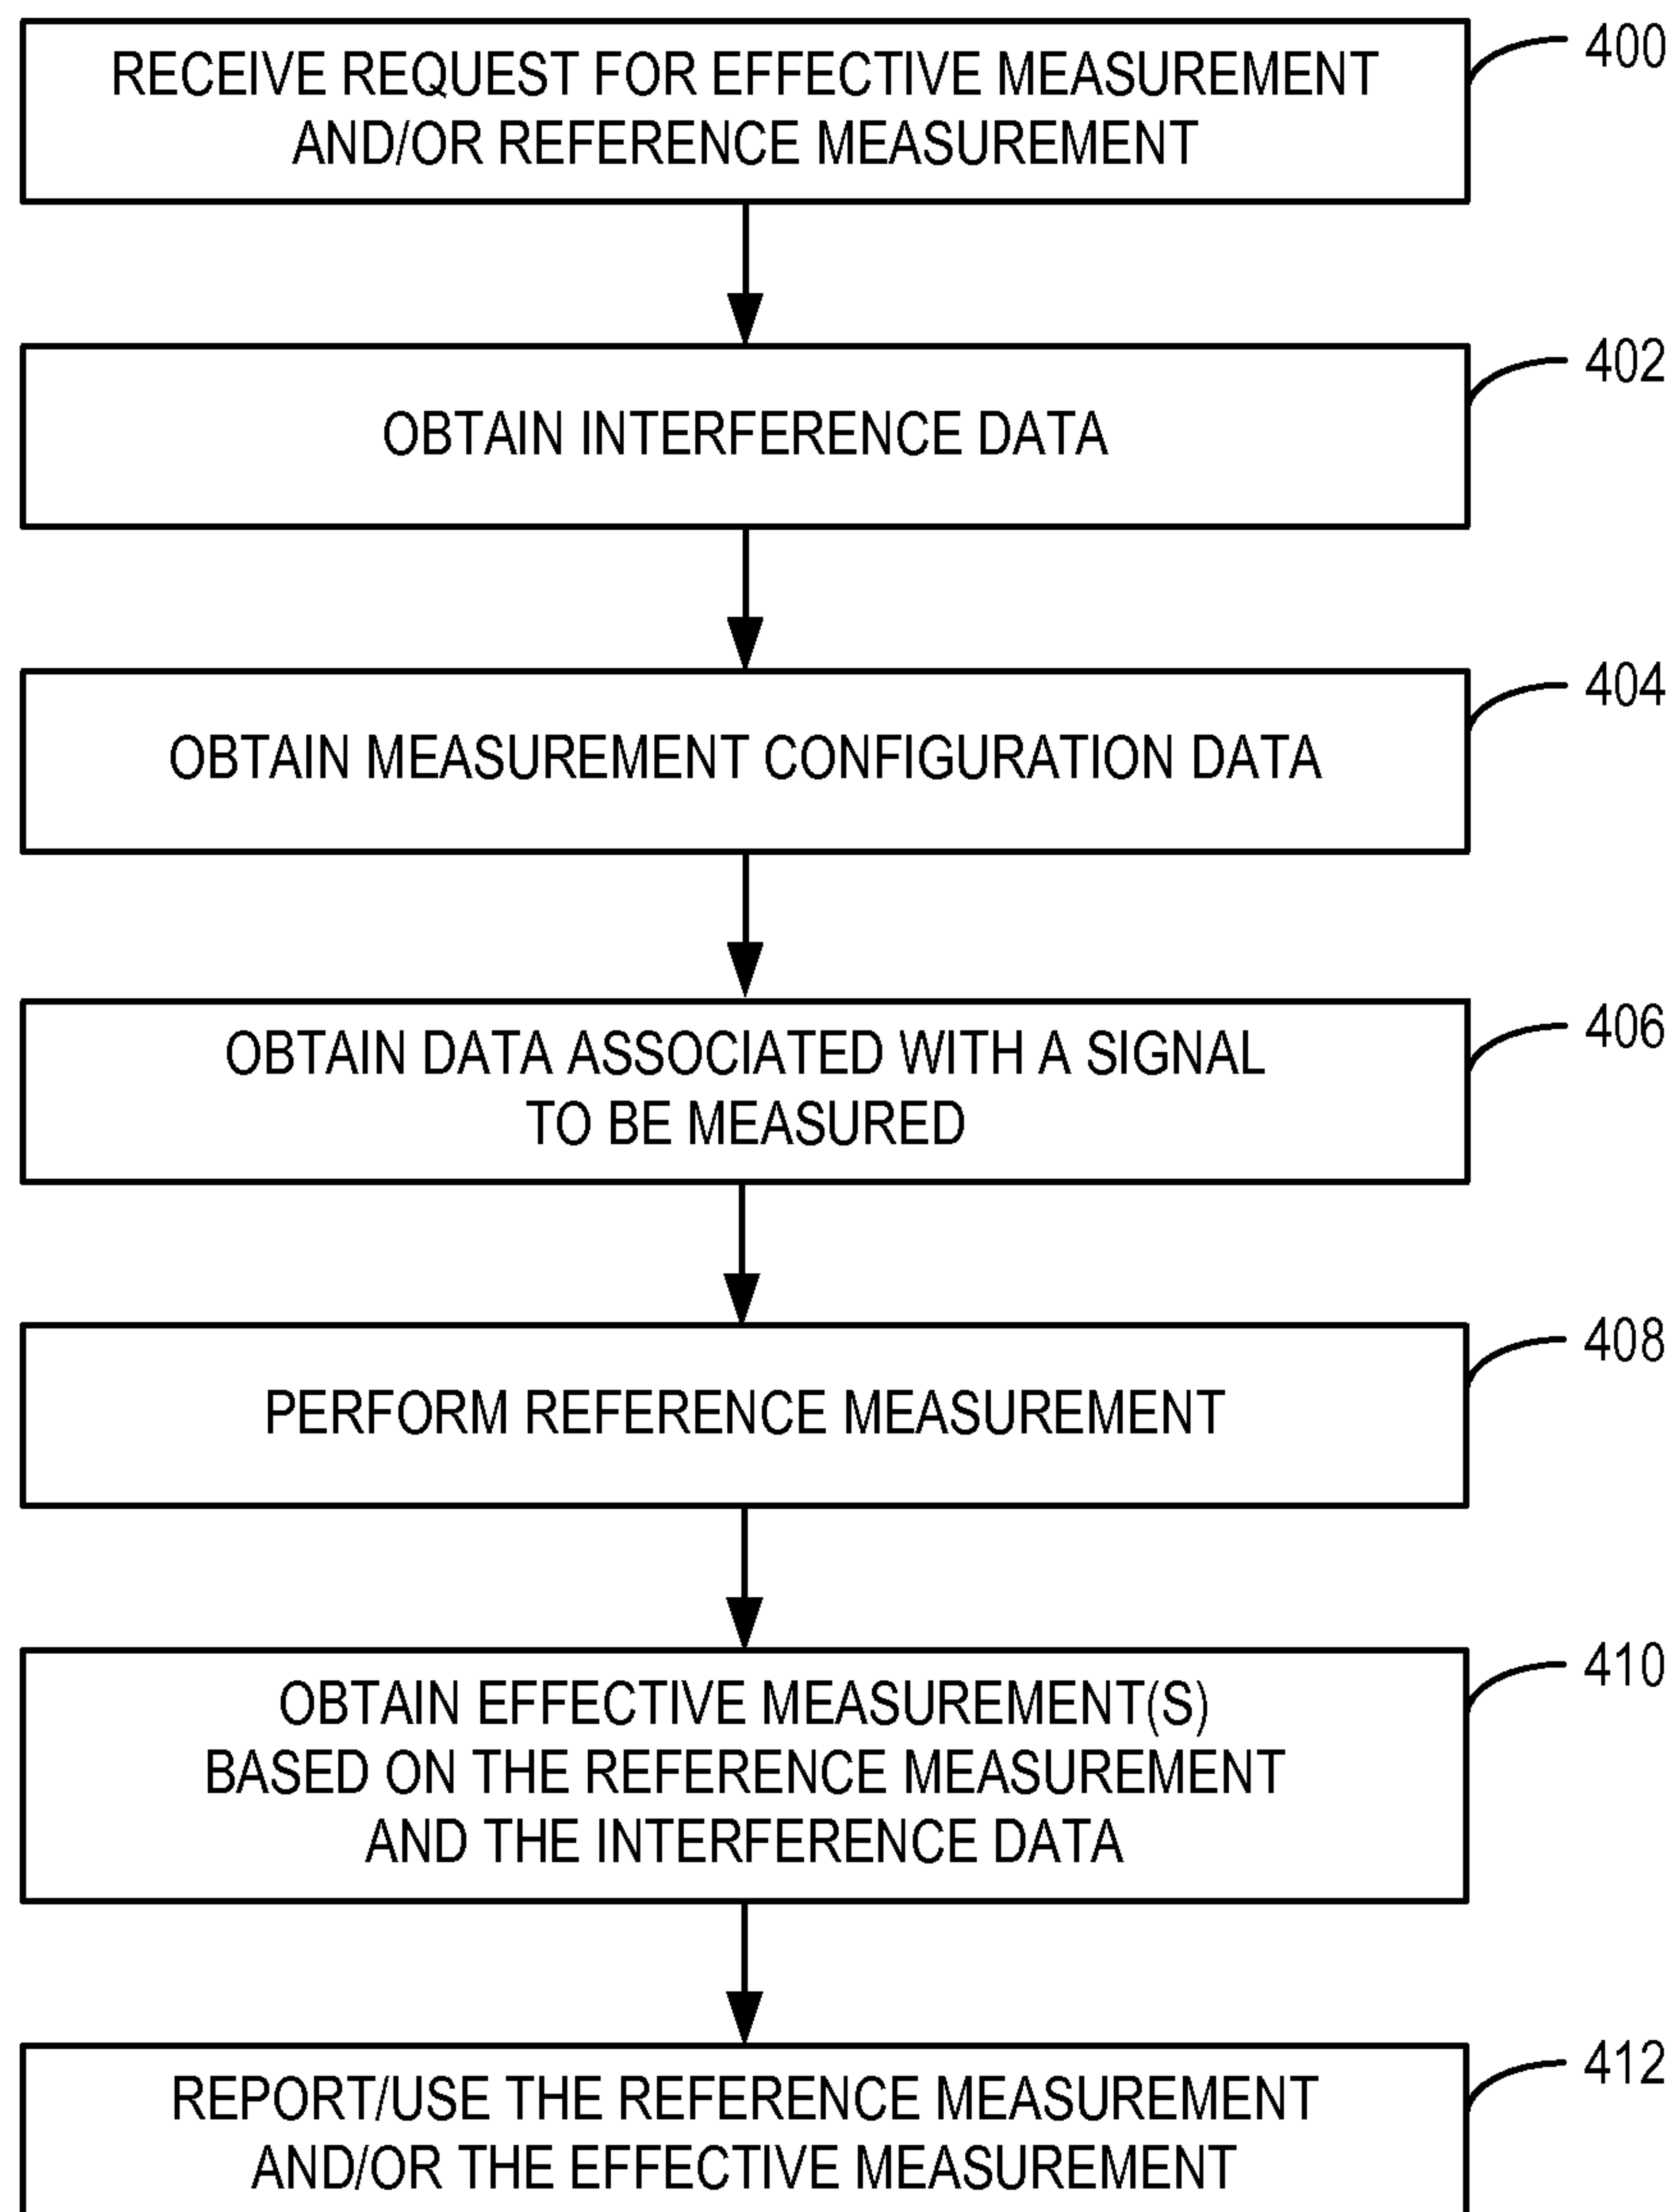 RECEIVE REQUEST FOR EFFECTIVE MEASUREMENT
AND/OR REFERENCE MEASUREMENT
400
OBTAIN INTERFERENCE DATA
402
OBTAIN MEASUREMENT CONFIGURATION DATA
404
OBTAIN DATA ASSOCIATED WITH A SIGNAL
TO BE MEASURED
406
PERFORM REFERENCE MEASUREMENT
408
OBTAIN EFFECTIVE MEASUREMENT(S)
BASED ON THE REFERENCE MEASUREMENT
AND THE INTERFERENCE DATA
410
REPORT/USE THE REFERENCE MEASUREMENT
AND/OR THE EFFECTIVE MEASUREMENT
412